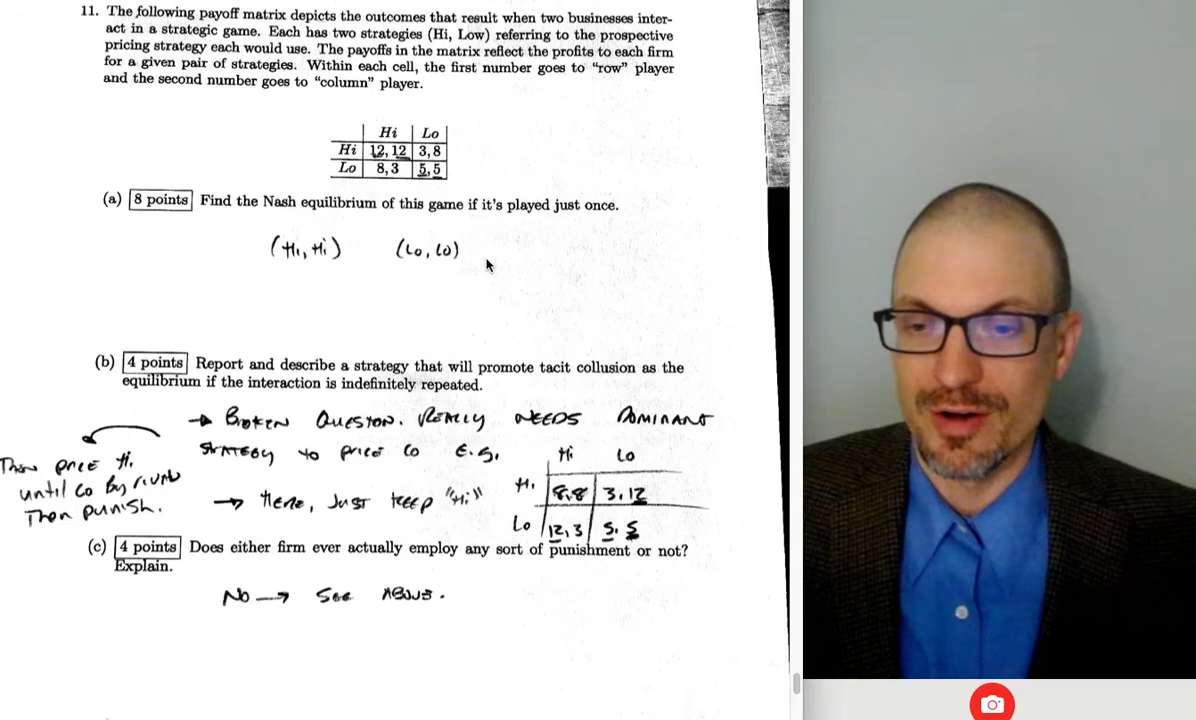 11. The following payoff matrix depicts the outcomes that result when two businesses inter-
act in a strategic game. Each has two strategies (Hi, Low) referring to the prospective
pricing strategy each would use. The payoffs in the matrix reflect the profits to each firm
for a given pair of strategies. Within each cell, the first number goes to “row” player
and the second number goes to “column” player.
Hi Lo
Hi 12, 12 3, 8
Lo 8, 3 5, 5
(a) 8 points Find the Nash equilibrium of this game if it's played just once.
(Hi, Hi) (Lo, Lo)
(b) 4 points Report and describe a strategy that will promote tacit collusion as the
equilibrium if the interaction is indefinitely repeated.
→ Broken Question. Really needs dominant
strategy to price Lo E.g.
Hi Lo
Hi 8,8 3,12
Lo 12,3 5,5
Then price Hi
until Lo by rival
Then punish.
→ Here, just keep "Hi"
(c) 4 points Does either firm ever actually employ any sort of punishment or not?
Explain.
No → See above.